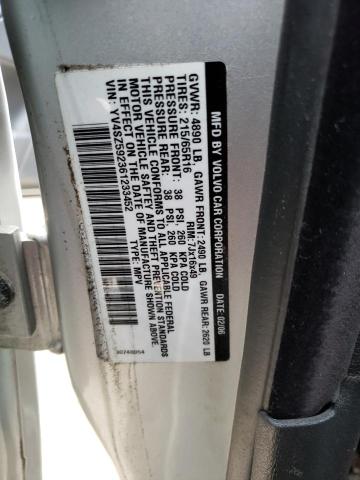 MFD BY VOLVO CAR CORPORATION DATE: 02/06
GVWR: 4890 LB, GAWR FRONT: 2490 LB, GAWR REAR: 2620 LB
TIRES: 215/65R16 RIM: 7Jx16x49
PRESSURE FRONT: 38 PSI, 260 KPA COLD
PRESSURE REAR: 38 PSI, 260 KPA COLD
THIS VEHICLE CONFORMS TO ALL APPLICABLE FEDERAL
MOTOR VEHICLE SAFTEY AND THEFT PREVENTION STANDARDS
IN EFFECT ON THE DATE OF MANUFACTURE SHOWN ABOVE.
VIN: YV4SZ592361233452 TYPE: MPV